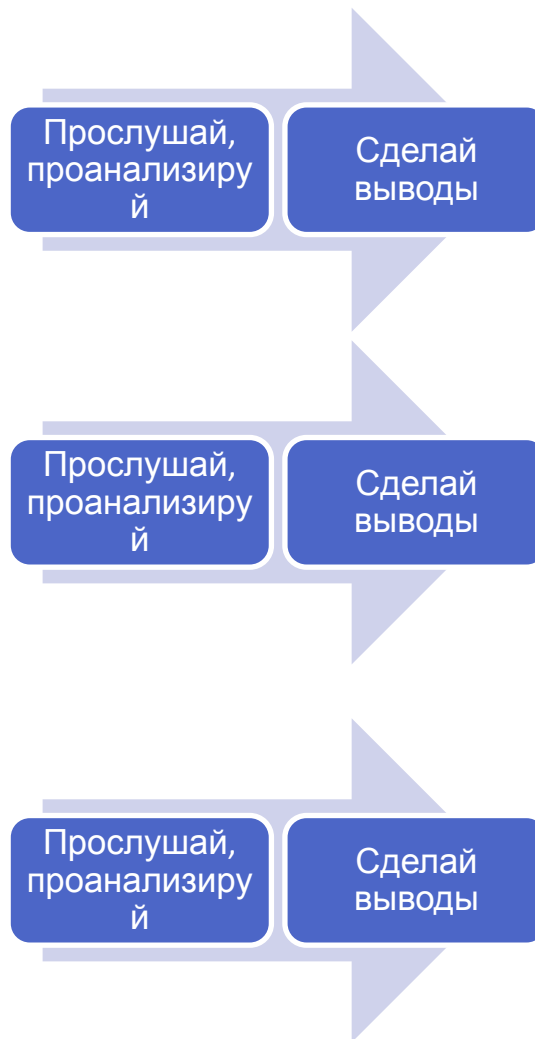 Прослушай,
проанализиру
й
Сделай
выводы
Прослушай,
проанализиру
й
Сделай
выводы
Прослушай,
проанализиру
й
Сделай
выводы